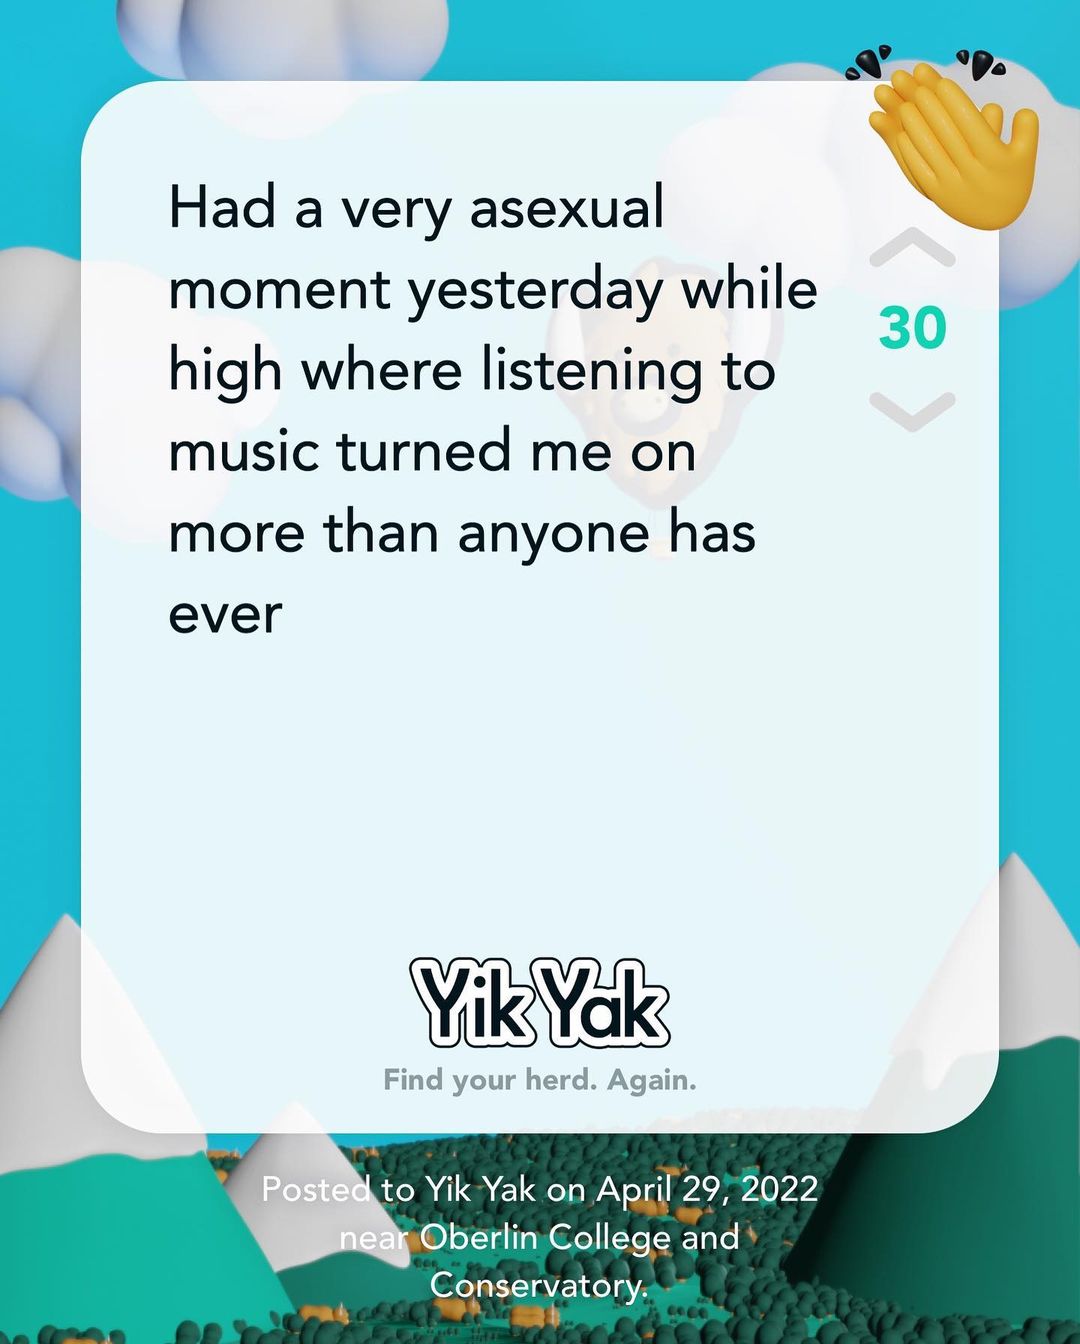 Had a very asexual
moment yesterday while
high where listening to
music turned me on
more than anyone has
ever
30
Yik Yak
Find your herd. Again.
Posted to Yik Yak on April 29, 2022
near Oberlin College and
Conservatory.